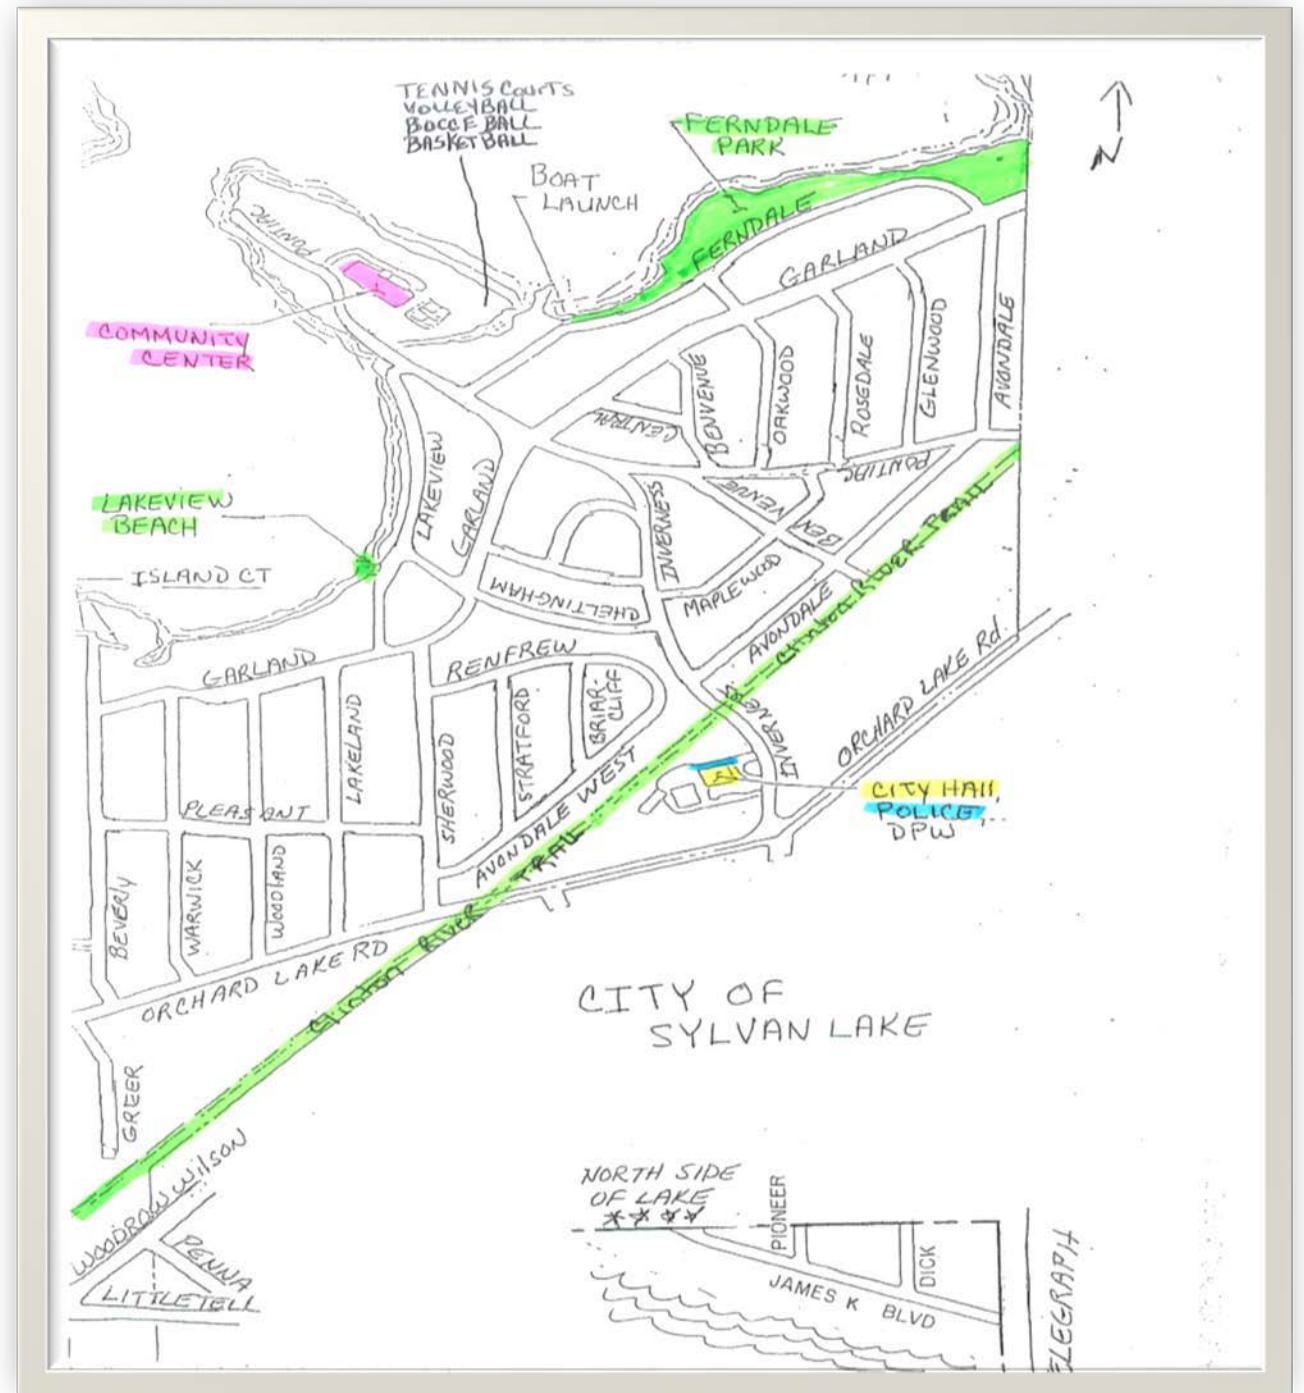 TENNIS COURTS
VOLLEYBALL
BOCCE BALL
BASKETBALL
FERNDALE
PARK
N
BOAT
LAUNCH
PONTIAC
FERNDALE
GARLAND
COMMUNITY
CENTER
AVONDALE
GLENWOOD
ROSEDALE
OAKWOOD
BENVENUE
CENTRAL
PONTIAC
LAKEVIEW
GARLAND
LAKEVIEW
BEACH
INVERNESS
BEN
VENUE
Clinton RIVER TRAIL
ISLAND CT
CHELTINGHAM
MAPLEWOOD
AVONDALE
GARLAND
RENFREW
ORCHARD LAKE Rd.
LAKELAND
SHERWOOD
STRATFORD
BRIAR-
CLIFF
INVERNESS
AVONDALE WEST
CITY HAll,
POLICE,
DPW
PLEASANT
BEVERLY
WARWICK
WOODLAND
ORCHARD LAKE RD
Clinton River TRAIL
CITY OF
SYLVAN LAKE
GREER
WOODROW WIlSON
PENNA
LITTLETELL
NORTH SIDE
OF LAKE
****
PIONEER
DICK
JAMES K BLVD
ELEGRAPH